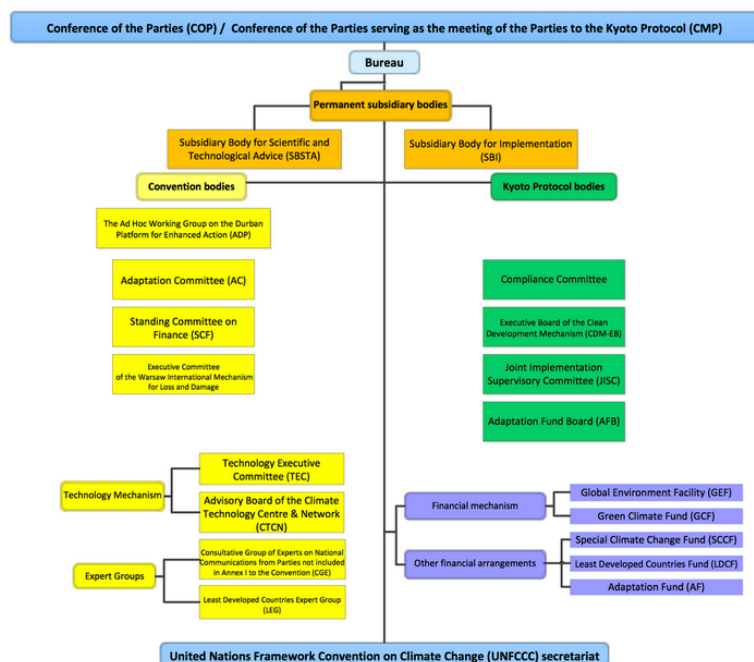 Conference of the Parties (COP) / Conference of the Parties serving as the meeting of the Parties to the Kyoto Protocol (CMP)
Bureau
Permanent subsidiary bodies
Subsidiary Body for Scientific and
Technological Advice (SBSTA)
Subsidiary Body for Implementation
(SBI)
Convention bodies
Kyoto Protocol bodies
The Ad Hoc Working Group on the Durban
Platform for Enhanced Action (ADP)
Adaptation Committee (AC)
Standing Committee on
Finance (SCF)
Executive Committee
of the Warsaw International Mechanism
for Loss and Damage
Compliance Committee
Executive Board of the Clean
Development Mechanism (CDM-EB)
Joint Implementation
Supervisory Committee (JISC)
Adaptation Fund Board (AFB)
Technology Mechanism
Technology Executive
Committee (TEC)
Advisory Board of the Climate
Technology Centre & Network
(CTCN)
Expert Groups
Consultative Group of Experts on National
Communications from Parties not included
in Annex I to the Convention (CGE)
Least Developed Countries Expert Group
(LEG)
Financial mechanism
Global Environment Facility (GEF)
Green Climate Fund (GCF)
Other financial arrangements
Special Climate Change Fund (SCCF)
Least Developed Countries Fund (LDCF)
Adaptation Fund (AF)
United Nations Framework Convention on Climate Change (UNFCCC) secretariat